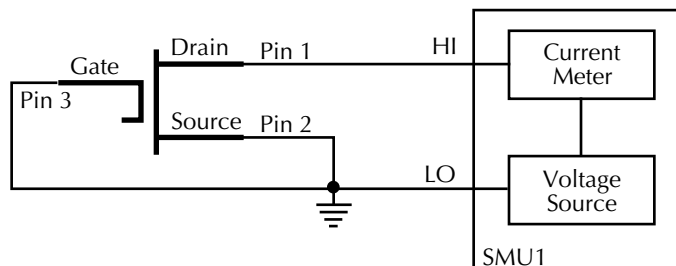 Drain
Pin 1
HI
Current
Meter
Gate
Pin 3
Source
Pin 2
LO
Voltage
Source
SMU1